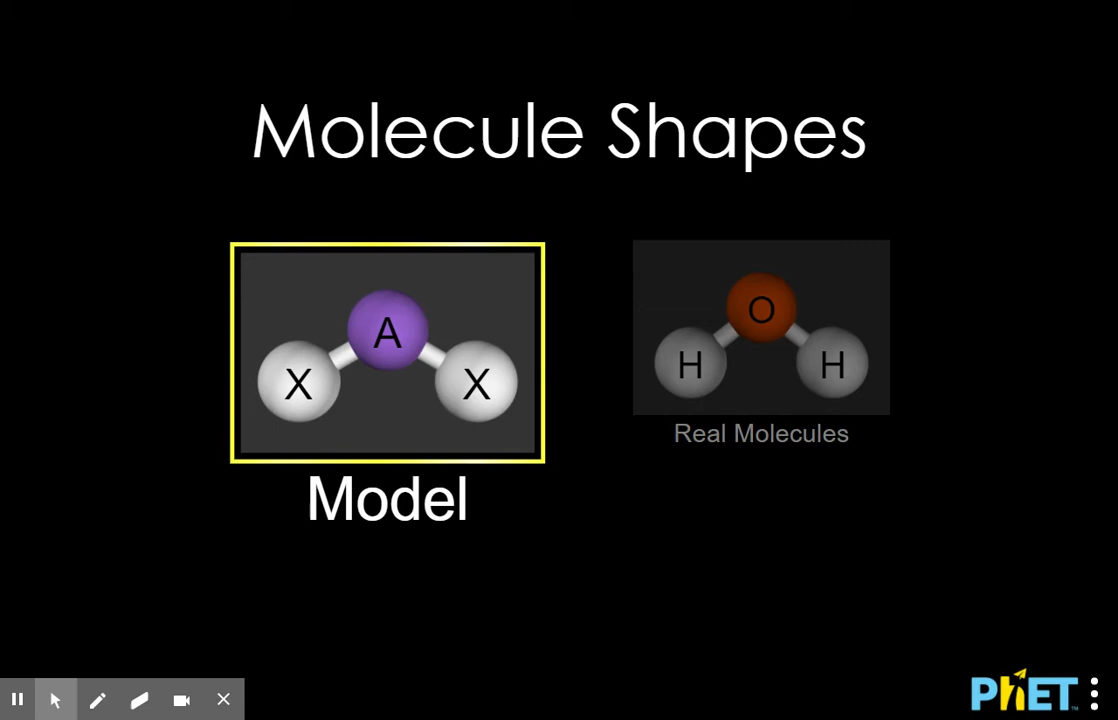 Molecule Shapes
A
X X
O
H H
Model
Real Molecules
PhET